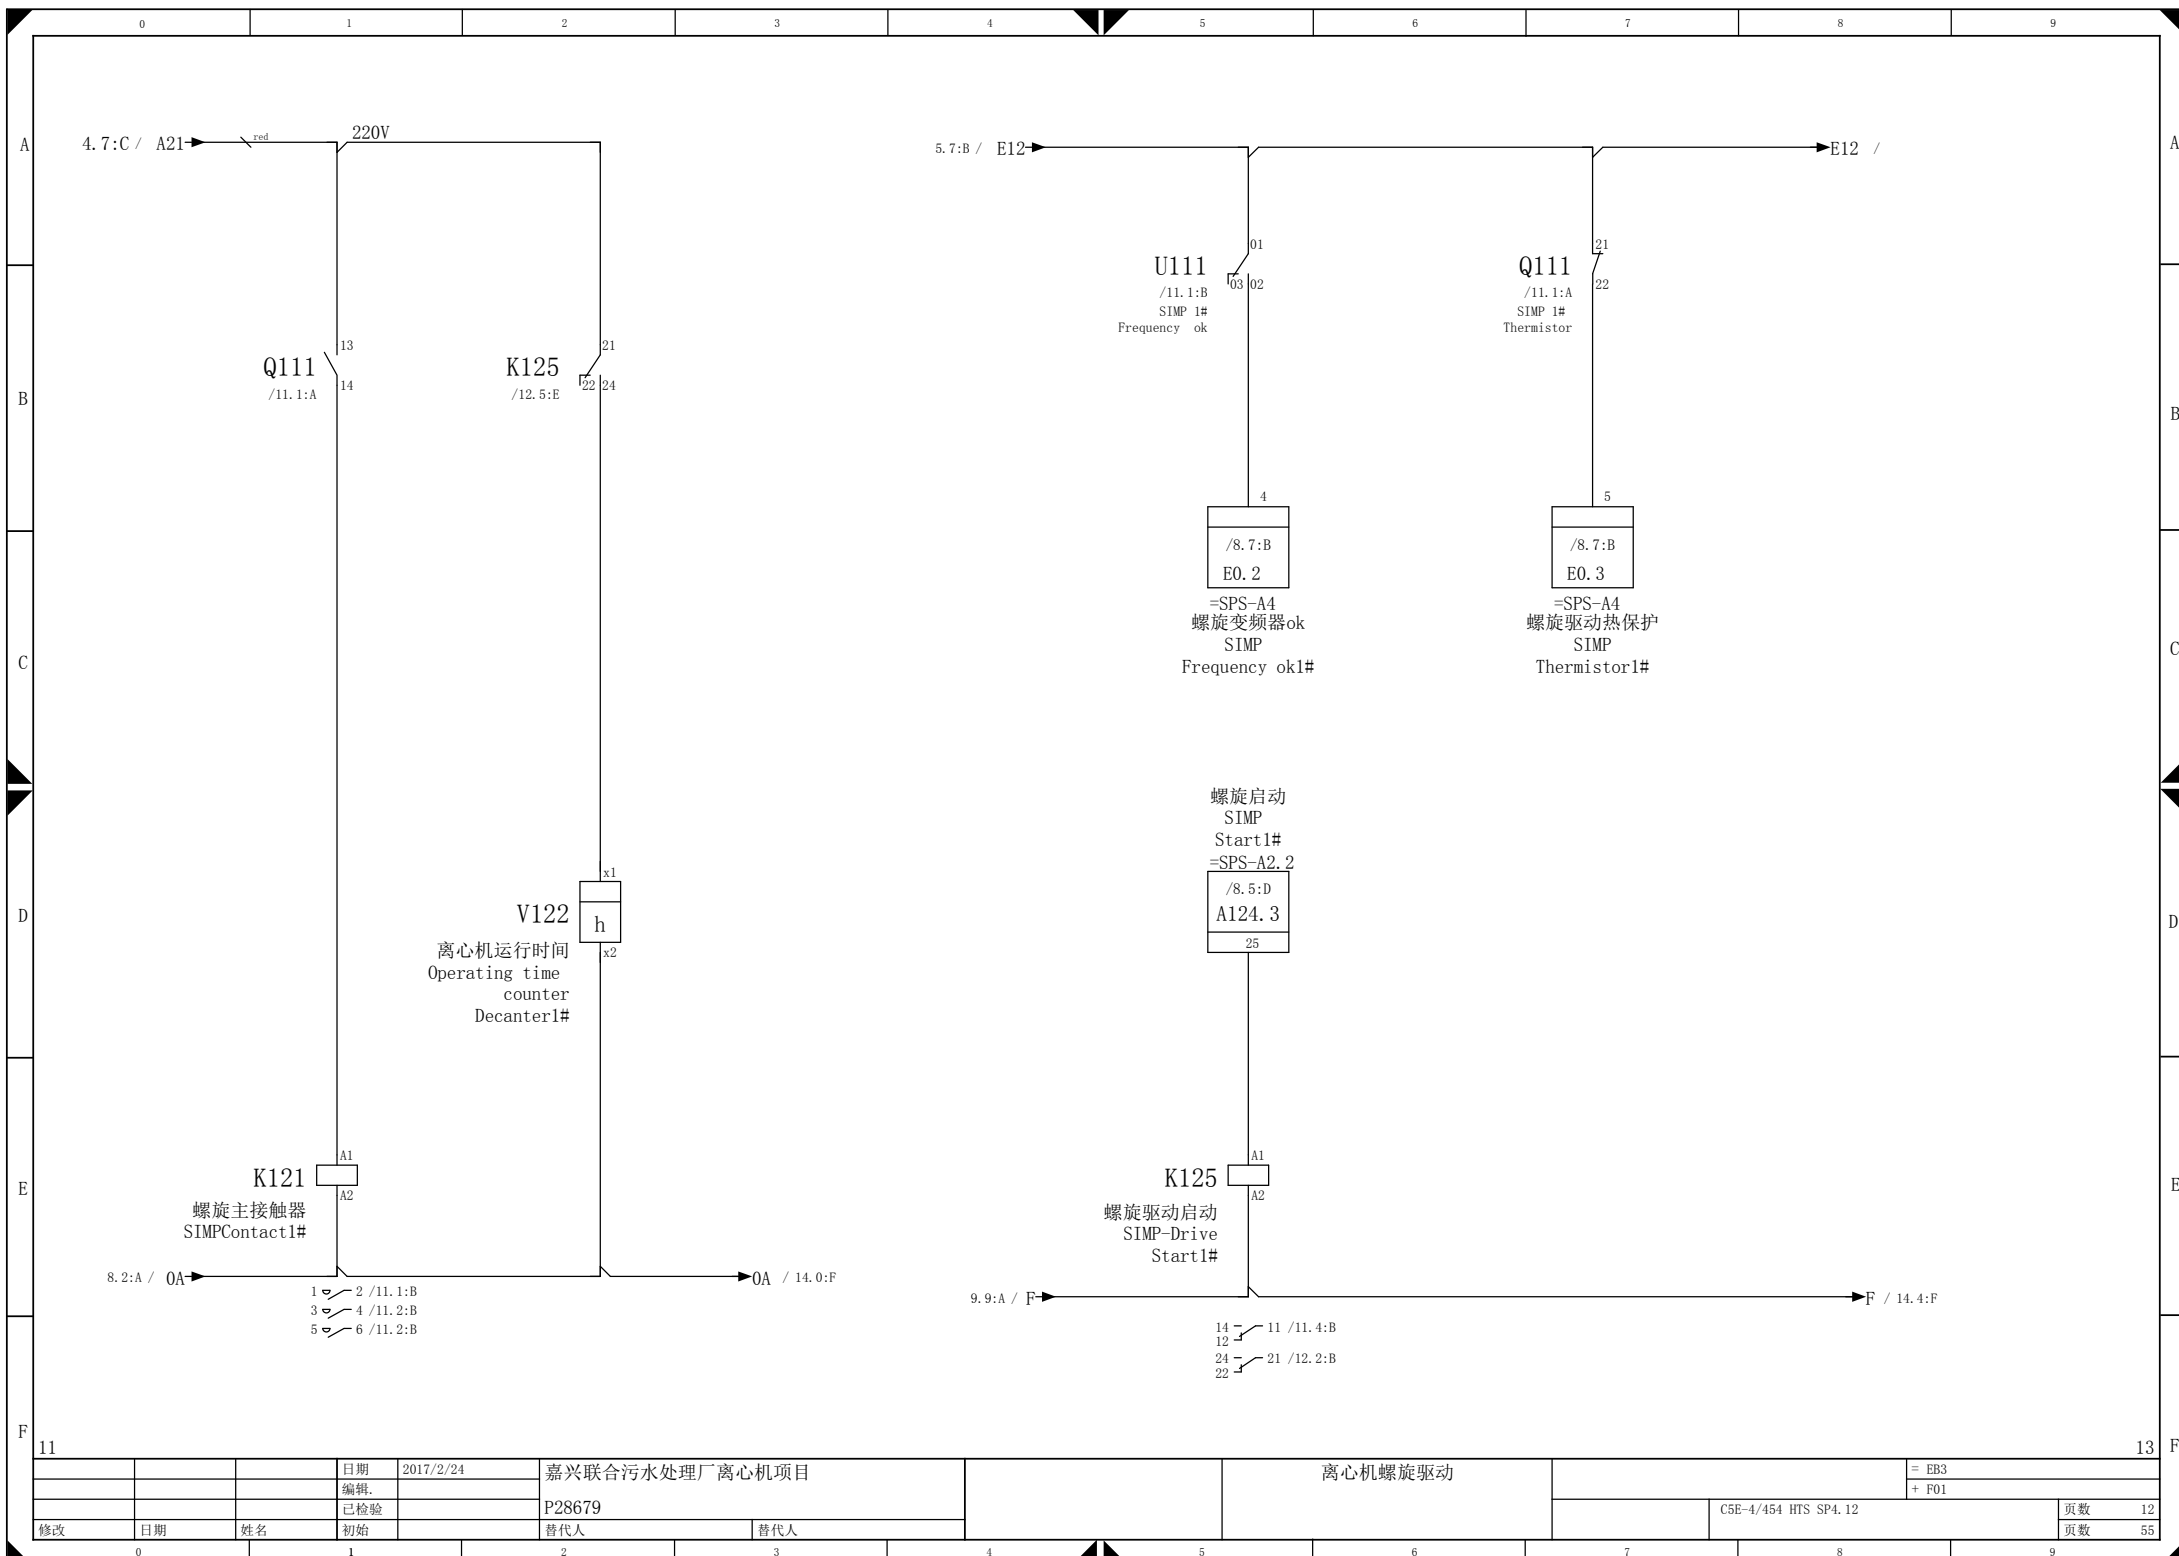 0 1 2 3 4 5 6 7 8 9
A
A
4.7:C / A21
red
220V
5.7:B / E12
E12 /
01
U111
03 02
/11.1:B
SIMP 1#
Frequency ok
21
Q111
22
/11.1:A
SIMP 1#
Thermistor
13
Q111
14
/11.1:A
21
K125
22 24
/12.5:E
B
B
4
/8.7:B
E0.2
=SPS-A4
螺旋变频器ok
SIMP
Frequency ok1#
5
/8.7:B
E0.3
=SPS-A4
螺旋驱动热保护
SIMP
Thermistor1#
C
C
螺旋启动
SIMP
Start1#
=SPS-A2.2
/8.5:D
A124.3
25
x1
V122
h
x2
离心机运行时间
Operating time
counter
Decanter1#
D
D
A1
K121
A2
螺旋主接触器
SIMPContact1#
A1
K125
A2
螺旋驱动启动
SIMP-Drive
Start1#
E
E
8.2:A / 0A
0A / 14.0:F
1 2 /11.1:B
3 4 /11.2:B
5 6 /11.2:B
9.9:A / F
F / 14.4:F
14 11 /11.4:B
12
24 21 /12.2:B
22
F
F
11
13
日期 2017/2/24
编辑.
已检验
修改 日期 姓名 初始
嘉兴联合污水处理厂离心机项目
P28679
替代人 替代人
离心机螺旋驱动
= EB3
+ F01
C5E-4/454 HTS SP4.12
页数 12
页数 55
0 1 2 3 4 5 6 7 8 9